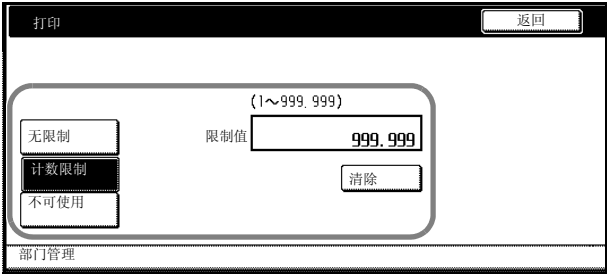 打印 返回
(1～999,999)
无限制 限制值 999,999
计数限制 清除
不可使用
部门管理